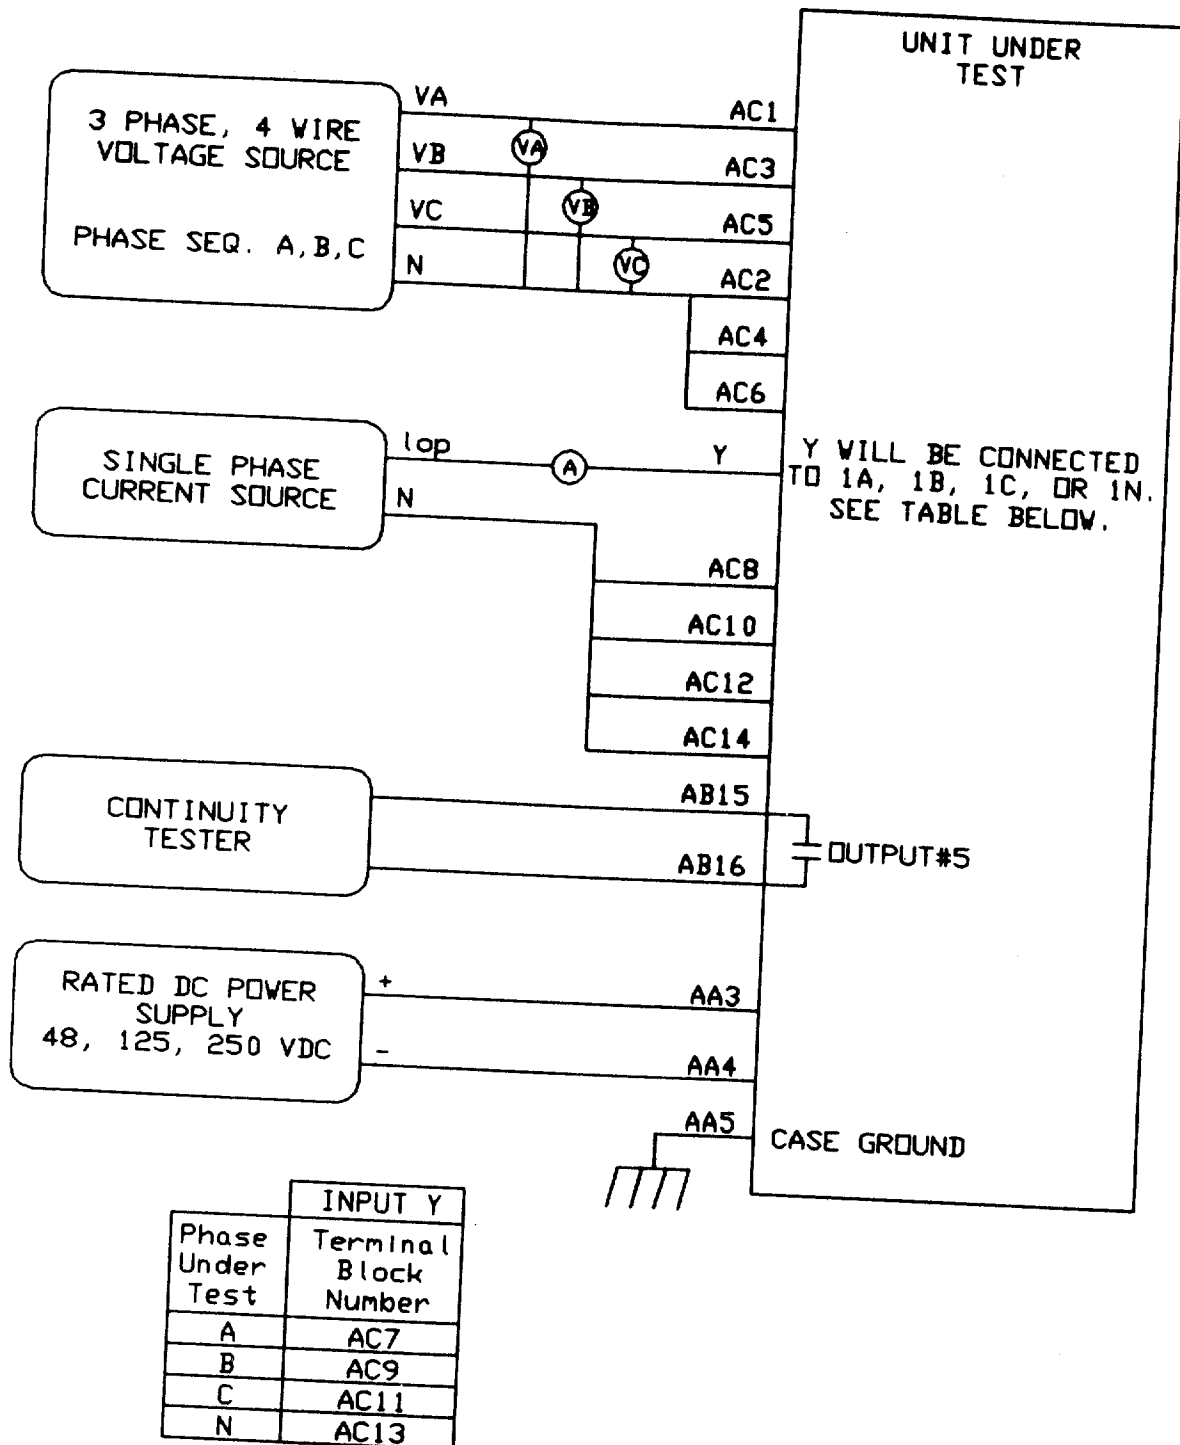 UNIT UNDER
TEST
3 PHASE, 4 WIRE
VOLTAGE SOURCE
PHASE SEQ. A,B,C
VA
VB
VC
N
VA
VB
VC
AC1
AC3
AC5
AC2
AC4
AC6
SINGLE PHASE
CURRENT SOURCE
Iop
N
A
Y
Y WILL BE CONNECTED
TO 1A, 1B, 1C, OR 1N.
SEE TABLE BELOW.
AC8
AC10
AC12
AC14
CONTINUITY
TESTER
AB15
AB16
OUTPUT#5
RATED DC POWER
SUPPLY
48, 125, 250 VDC
+
-
AA3
AA4
AA5
CASE GROUND
INPUT Y
Phase
Under
Test
Terminal
Block
Number
A AC7
B AC9
C AC11
N AC13